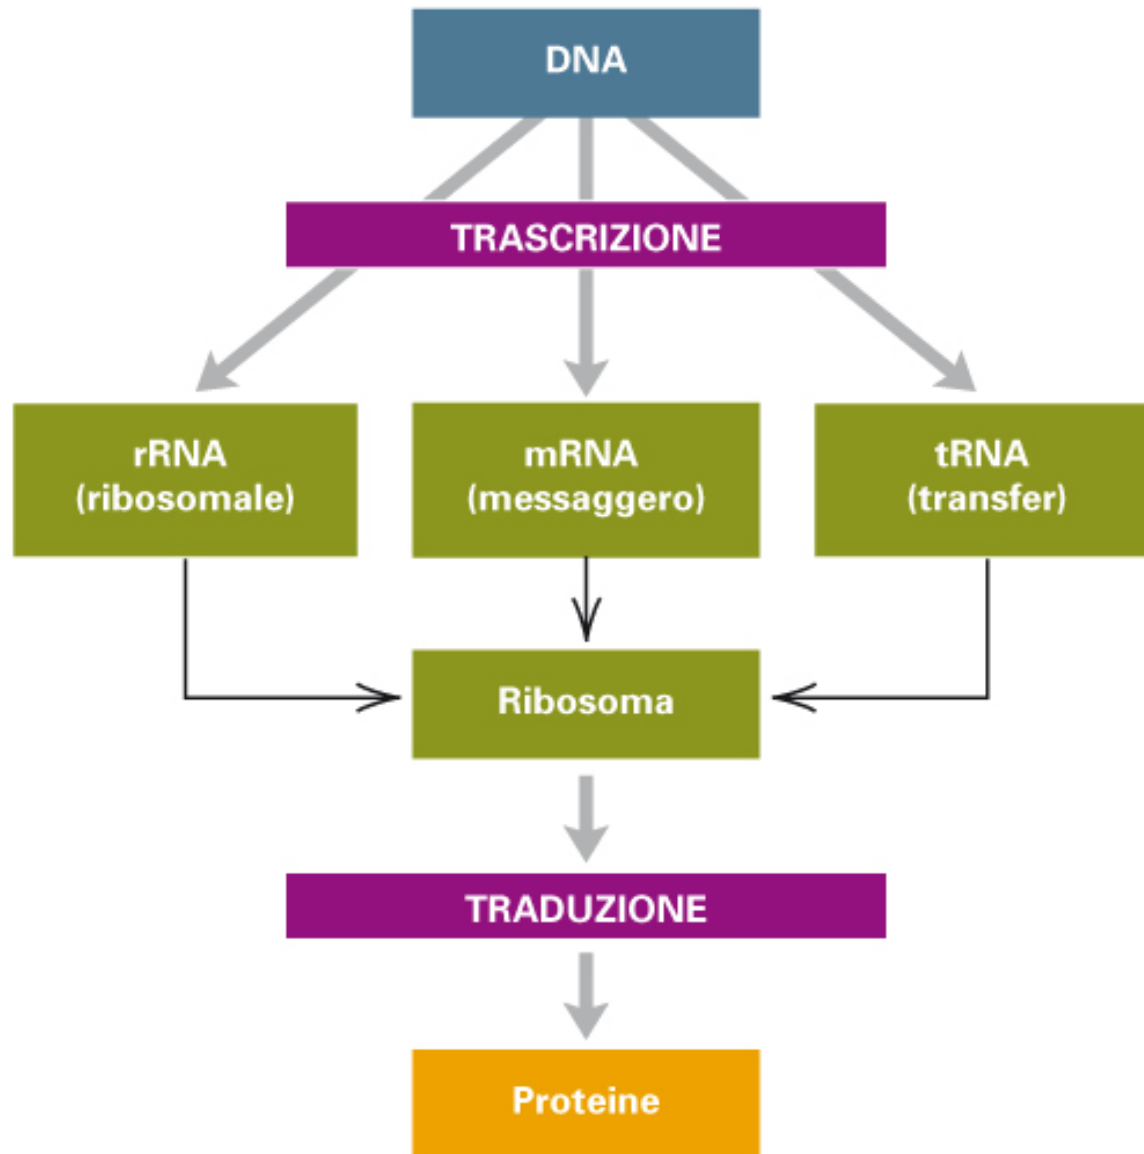 DNA
TRASCRIZIONE
rRNA
(ribosomale)
mRNA
(messaggero)
tRNA
(transfer)
Ribosoma
TRADUZIONE
Proteine